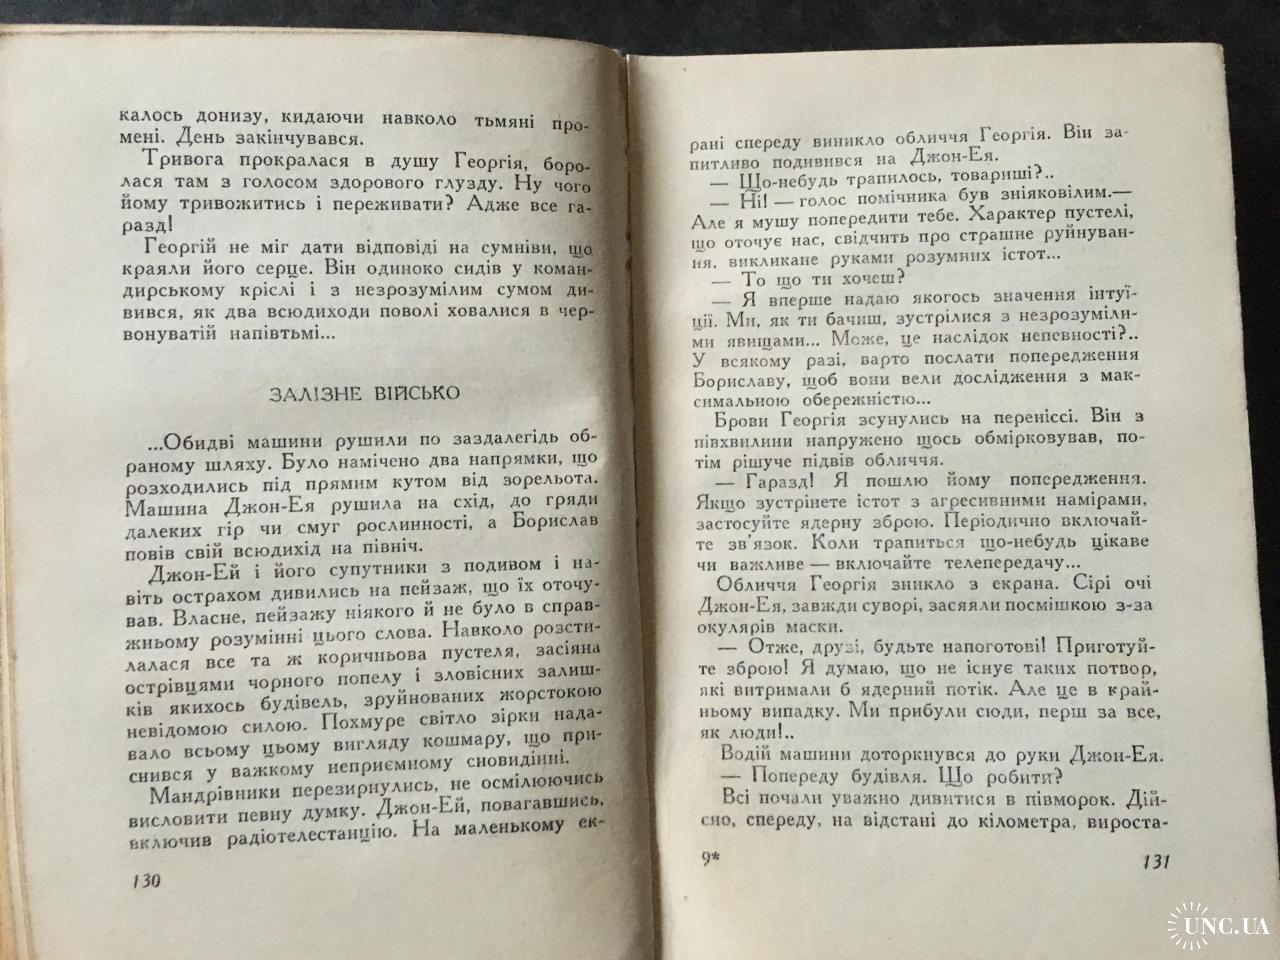 калось донизу, кидаючи навколо тьмяні про-
мені. День закінчувався.
Тривога прокралася в душу Георгія, боро-
лася там з голосом здорового глузду. Ну чого
йому тривожитись і переживати? Адже все га-
разд!
Георгій не міг дати відповіді на сумніви, що
краяли його серце. Він одиноко сидів у коман-
дирському кріслі і з незрозумілим сумом ди-
вився, як два всюдиходи поволі ховалися в чер-
вонуватій напівтьмі...
ЗАЛІЗНЕ ВІЙСЬКО
...Обидві машини рушили по заздалегідь об-
раному шляху. Було намічено два напрямки, що
розходились під прямим кутом від зорельота.
Машина Джон-Ея рушила на схід, до гряди
далеких гір чи смуг рослинності, а Борислав
повів свій всюдихід на північ.
Джон-Ей і його супутники з подивом і на-
віть острахом дивились на пейзаж, що їх оточу-
вав. Власне, пейзажу ніякого й не було в справ-
жньому розумінні цього слова. Навколо розсти-
лалася все та ж коричньова пустеля, засіяна
острівцями чорного попелу і зловісних залиш-
ків якихось будівель, зруйнованих жорстокою
невідомою силою. Похмуре світло зірки нада-
вало всьому цьому вигляду кошмару, що при-
снився у важкому неприємному сновидінні.
Мандрівники перезирнулись, не осмілюючись
висловити певну думку. Джон-Ей, повагавшись,
включив радіотелестанцію. На маленькому ек-
130
рані спереду виникло обличчя Георгія. Він за-
питливо подивився на Джон-Ея.
— Що-небудь трапилось, товариші?..
— Ні! — голос помічника був зніяковілим.—
Але я мушу попередити тебе. Характер пустелі,
що оточує нас, свідчить про страшне руйнуван-
ня, викликане руками розумних істот...
— То що ти хочеш?
— Я вперше надаю якогось значення інтуї-
ції. Ми, як ти бачиш, зустрілися з незрозуміли-
ми явищами... Може, це наслідок непевності?..
У всякому разі, варто послати попередження
Бориславу, щоб вони вели дослідження з мак-
симальною обережністю...
Брови Георгія зсунулись на переніссі. Він з
півхвилини напружено щось обмірковував, по-
тім рішуче підвів обличчя.
— Гаразд! Я пошлю йому попередження.
Якщо зустрінете істот з агресивними намірами,
застосуйте ядерну зброю. Періодично включай-
те зв'язок. Коли трапиться що-небудь цікаве
чи важливе — включайте телепередачу...
Обличчя Георгія зникло з екрана. Сірі очі
Джон-Ея, завжди суворі, засяяли посмішкою з-за
окулярів маски.
— Отже, друзі, будьте напоготові! Приготуй-
те зброю! Я думаю, що не існує таких потвор,
які витримали б ядерний потік. Але це в край-
ньому випадку. Ми прибули сюди, перш за все,
як люди!..
Водій машини доторкнувся до руки Джон-Ея.
— Попереду будівля. Що робити?
Всі почали уважно дивитися в півморок. Дій-
сно, спереду, на відстані до кілометра, вироста-
9*
131
UNC.UA